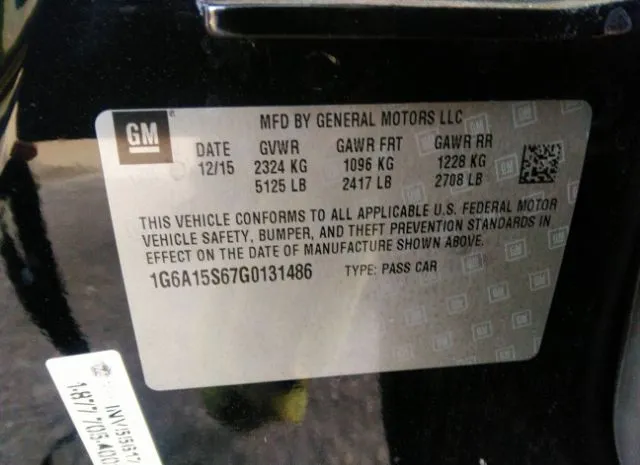 GM
MFD BY GENERAL MOTORS LLC
DATE GVWR GAWR FRT GAWR RR
12/15 2324 KG 1096 KG 1228 KG
5125 LB 2417 LB 2708 LB
THIS VEHICLE CONFORMS TO ALL APPLICABLE U.S. FEDERAL MOTOR
VEHICLE SAFETY, BUMPER, AND THEFT PREVENTION STANDARDS IN
EFFECT ON THE DATE OF MANUFACTURE SHOWN ABOVE.
1G6A15S67G0131486 TYPE: PASS CAR